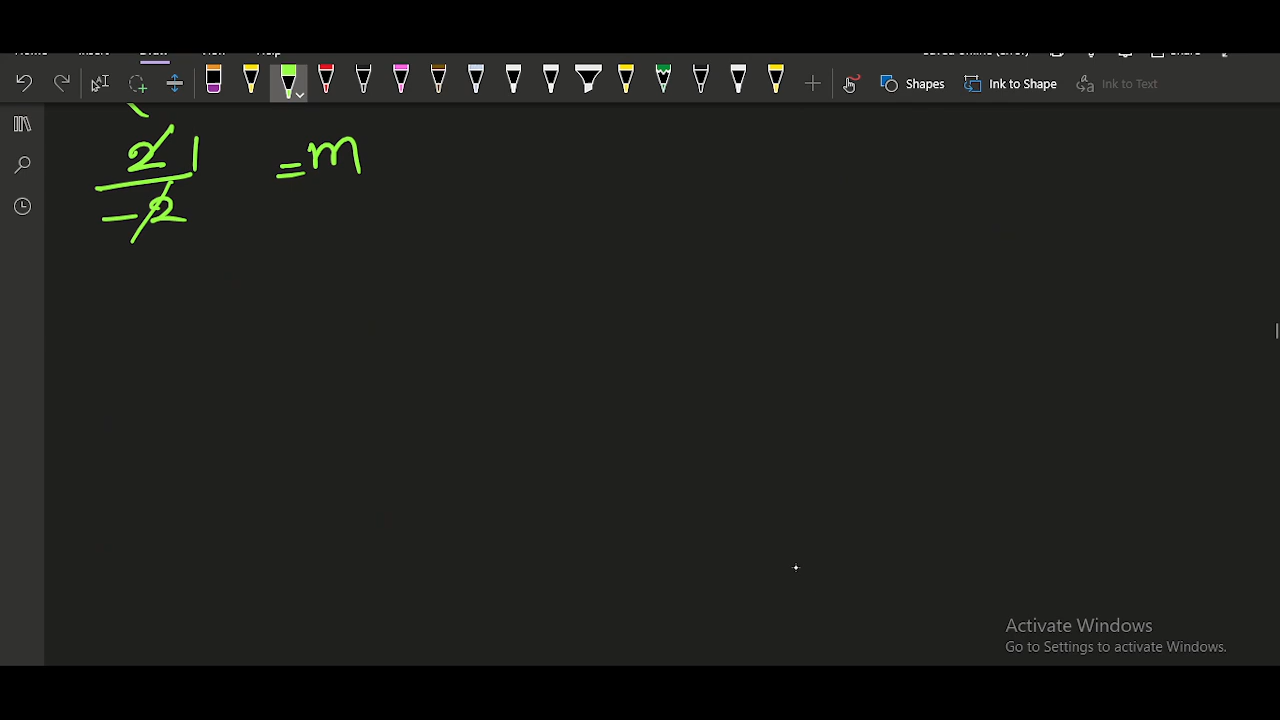 Shapes Ink to Shape Ink to Text
2 1
/ -2 = m
Activate Windows
Go to Settings to activate Windows.